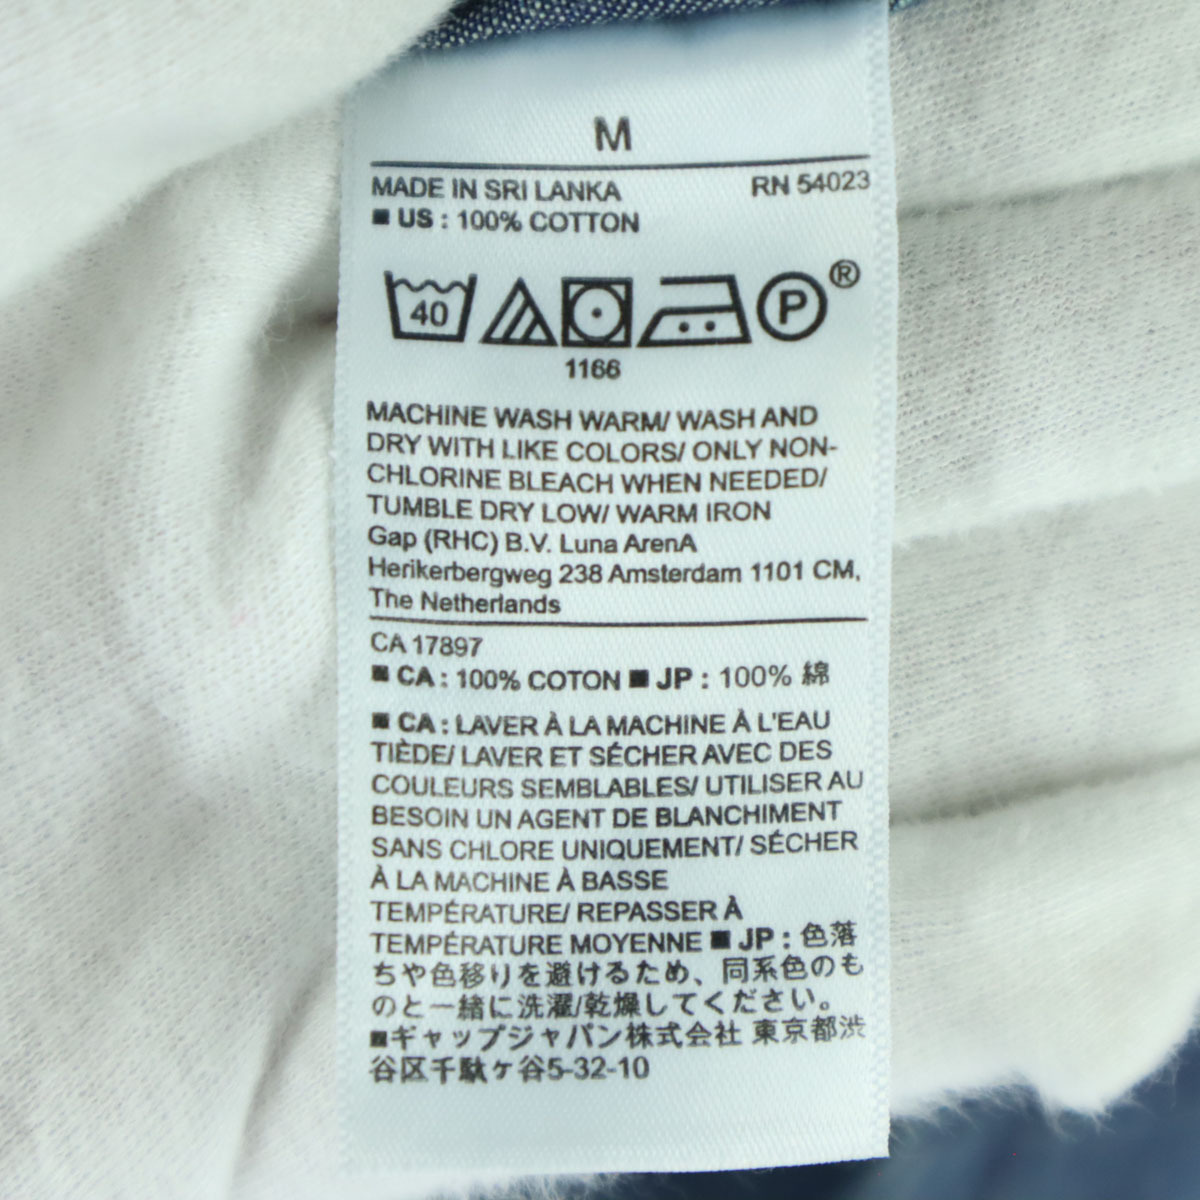 M
MADE IN SRI LANKA RN 54023
■ US : 100% COTTON
40 P ®
1166
MACHINE WASH WARM/ WASH AND
DRY WITH LIKE COLORS/ ONLY NON-
CHLORINE BLEACH WHEN NEEDED/
TUMBLE DRY LOW/ WARM IRON
Gap (RHC) B.V. Luna ArenA
Herikerbergweg 238 Amsterdam 1101 CM,
The Netherlands
CA 17897
■ CA : 100% COTON ■ JP : 100% 綿
■ CA : LAVER À LA MACHINE À L'EAU
TIÈDE/ LAVER ET SÉCHER AVEC DES
COULEURS SEMBLABLES/ UTILISER AU
BESOIN UN AGENT DE BLANCHIMENT
SANS CHLORE UNIQUEMENT/ SÉCHER
À LA MACHINE À BASSE
TEMPÉRATURE/ REPASSER À
TEMPÉRATURE MOYENNE ■ JP : 色落
ちや色移りを避けるため、同系色のも
のと一緒に洗濯/乾燥してください。
■ギャップジャパン株式会社 東京都渋
谷区千駄ヶ谷5-32-10